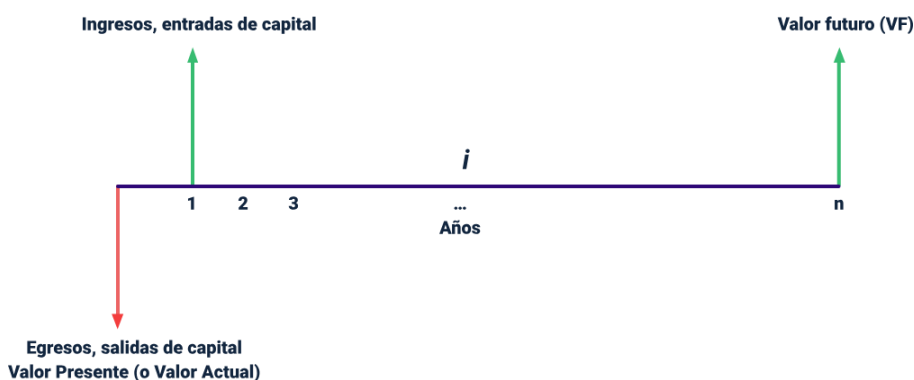 Ingresos, entradas de capital
Valor futuro (VF)
i
1
2
3
...
n
Años
Egresos, salidas de capital
Valor Presente (o Valor Actual)